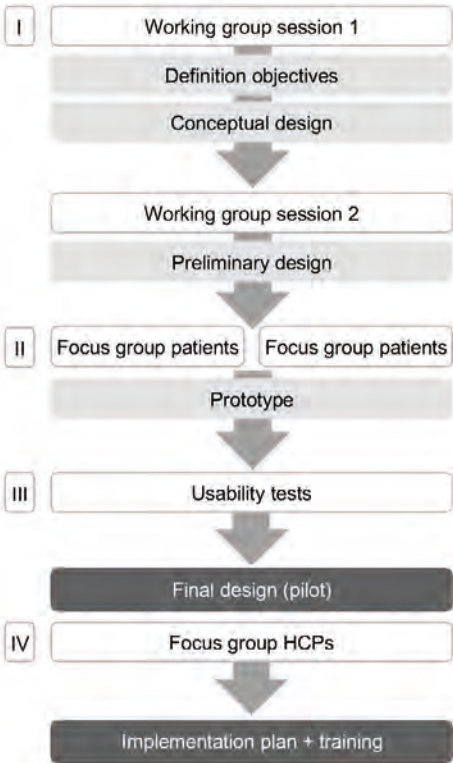 I
Working group session 1
Definition objectives
Conceptual design
Working group session 2
Preliminary design
II
Focus group patients Focus group patients
Prototype
III
Usability tests
Final design (pilot)
IV
Focus group HCPs
Implementation plan + training